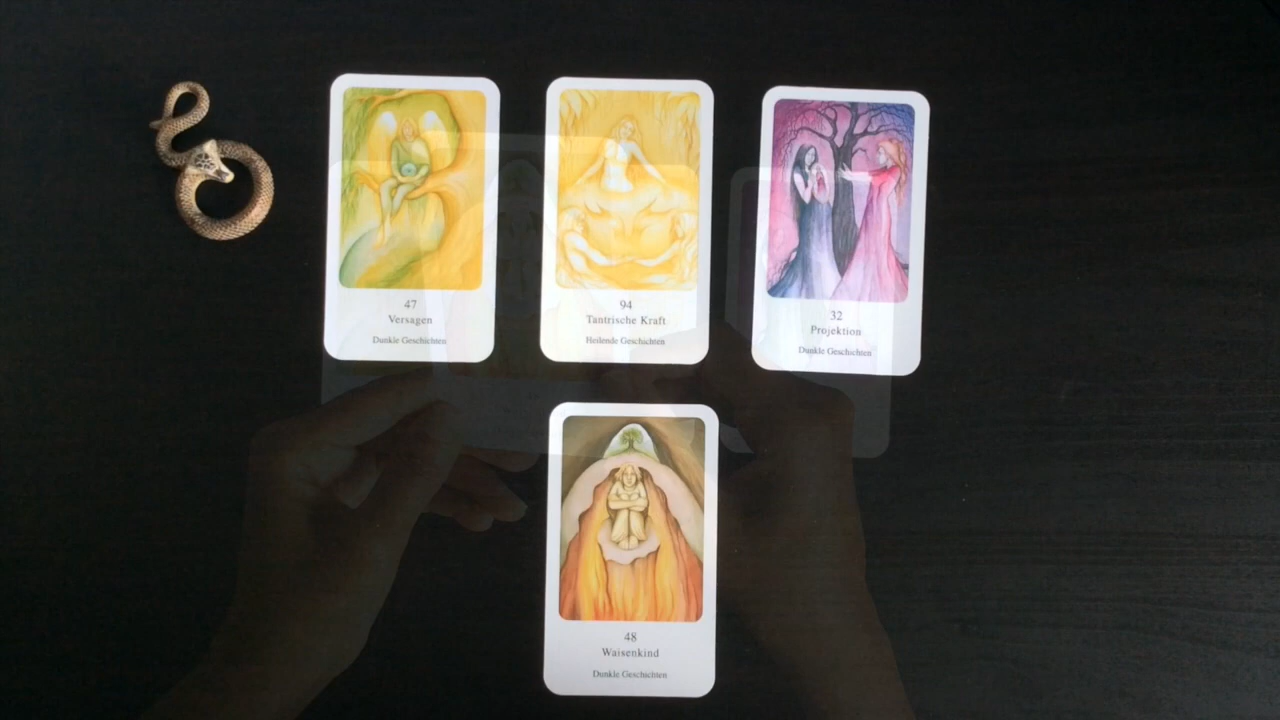 47
Versagen
Dunkle Geschichten
94
Tantrische Kraft
Heilende Geschichten
32
Projektion
Dunkle Geschichten
48
Waisenkind
Dunkle Geschichten